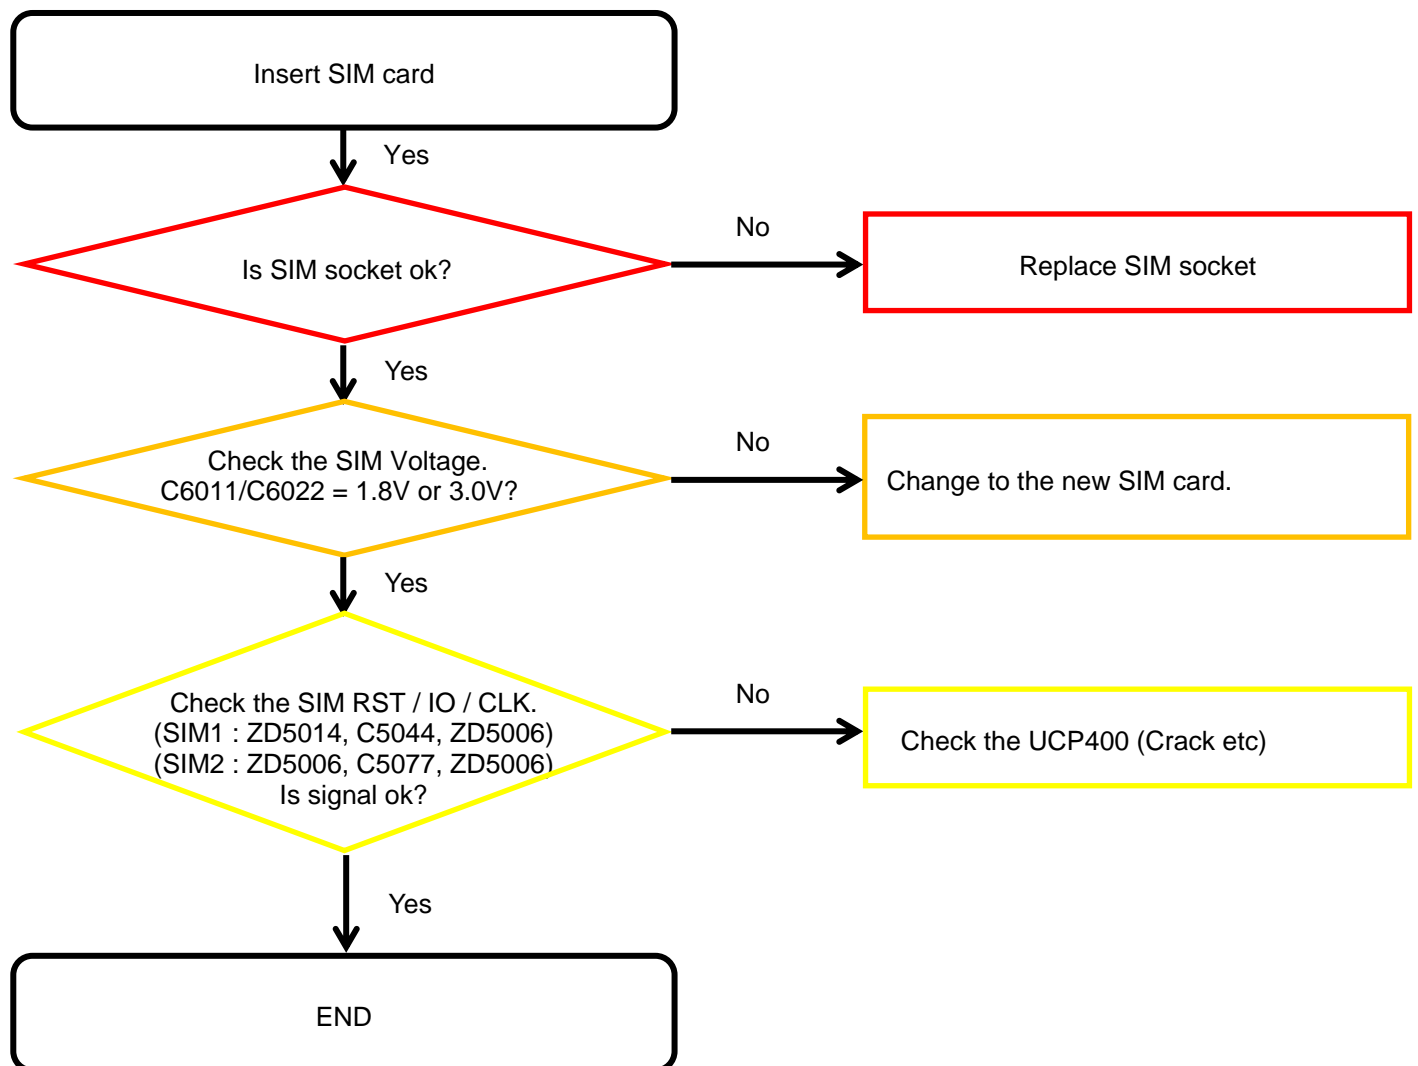 Insert SIM card
Yes
Is SIM socket ok?
No
Replace SIM socket
Yes
Check the SIM Voltage.
C6011/C6022 = 1.8V or 3.0V?
No
Change to the new SIM card.
Yes
Check the SIM RST / IO / CLK.
(SIM1 : ZD5014, C5044, ZD5006)
(SIM2 : ZD5006, C5077, ZD5006)
Is signal ok?
No
Check the UCP400 (Crack etc)
Yes
END